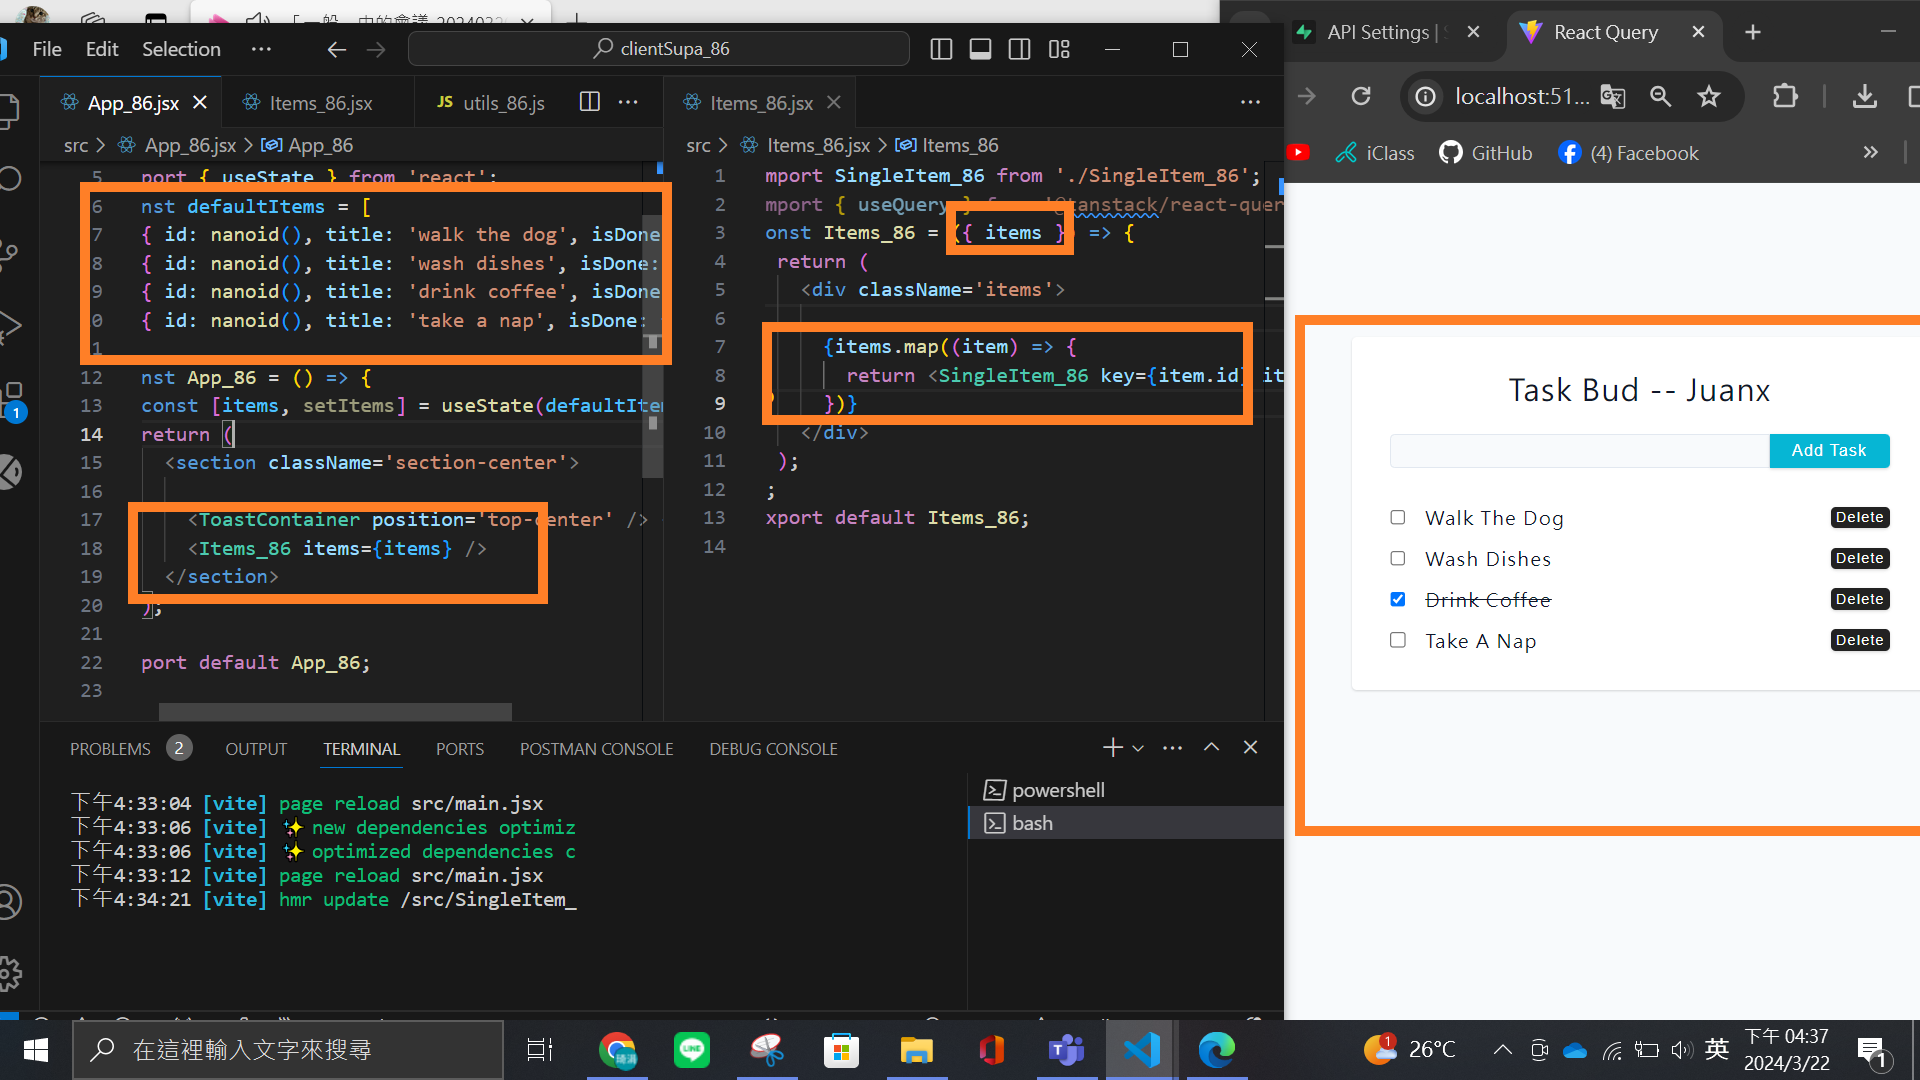 File Edit Selection ··· clientSupa_86
App_86.jsx Items_86.jsx JS utils_86.js ···
src > App_86.jsx > App_86
5 port { useState } from 'react';
6 nst defaultItems = [
7 { id: nanoid(), title: 'walk the dog', isDone
8 { id: nanoid(), title: 'wash dishes', isDone:
9 { id: nanoid(), title: 'drink coffee', isDone
0 { id: nanoid(), title: 'take a nap', isDone:
1
12 nst App_86 = () => {
13 const [items, setItems] = useState(defaultIte
14 return (
15 <section className='section-center'>
16
17 <ToastContainer position='top-center' />
18 <Items_86 items={items} />
19 </section>
20 );
21
22 port default App_86;
23
Items_86.jsx ···
src > Items_86.jsx > Items_86
1 mport SingleItem_86 from './SingleItem_86';
2 mport { useQuery } @tanstack/react-quer
3 onst Items_86 = ({ items }) => {
4 return (
5 <div className='items'>
6
7 {items.map((item) => {
8 return <SingleItem_86 key={item.id} it
9 })}
10 </div>
11 );
12 ;
13 xport default Items_86;
14
PROBLEMS 2 OUTPUT TERMINAL PORTS POSTMAN CONSOLE DEBUG CONSOLE
下午4:33:04 [vite] page reload src/main.jsx
下午4:33:06 [vite] ✨ new dependencies optimiz
下午4:33:06 [vite] ✨ optimized dependencies c
下午4:33:12 [vite] page reload src/main.jsx
下午4:34:21 [vite] hmr update /src/SingleItem_
powershell
bash
API Settings | React Query
localhost:51...
iClass GitHub (4) Facebook
Task Bud -- Juanx
Add Task
Walk The Dog Delete
Wash Dishes Delete
Drink Coffee Delete
Take A Nap Delete
在這裡輸入文字來搜尋
LINE
1 26°C 英 下午 04:37
2024/3/22 1